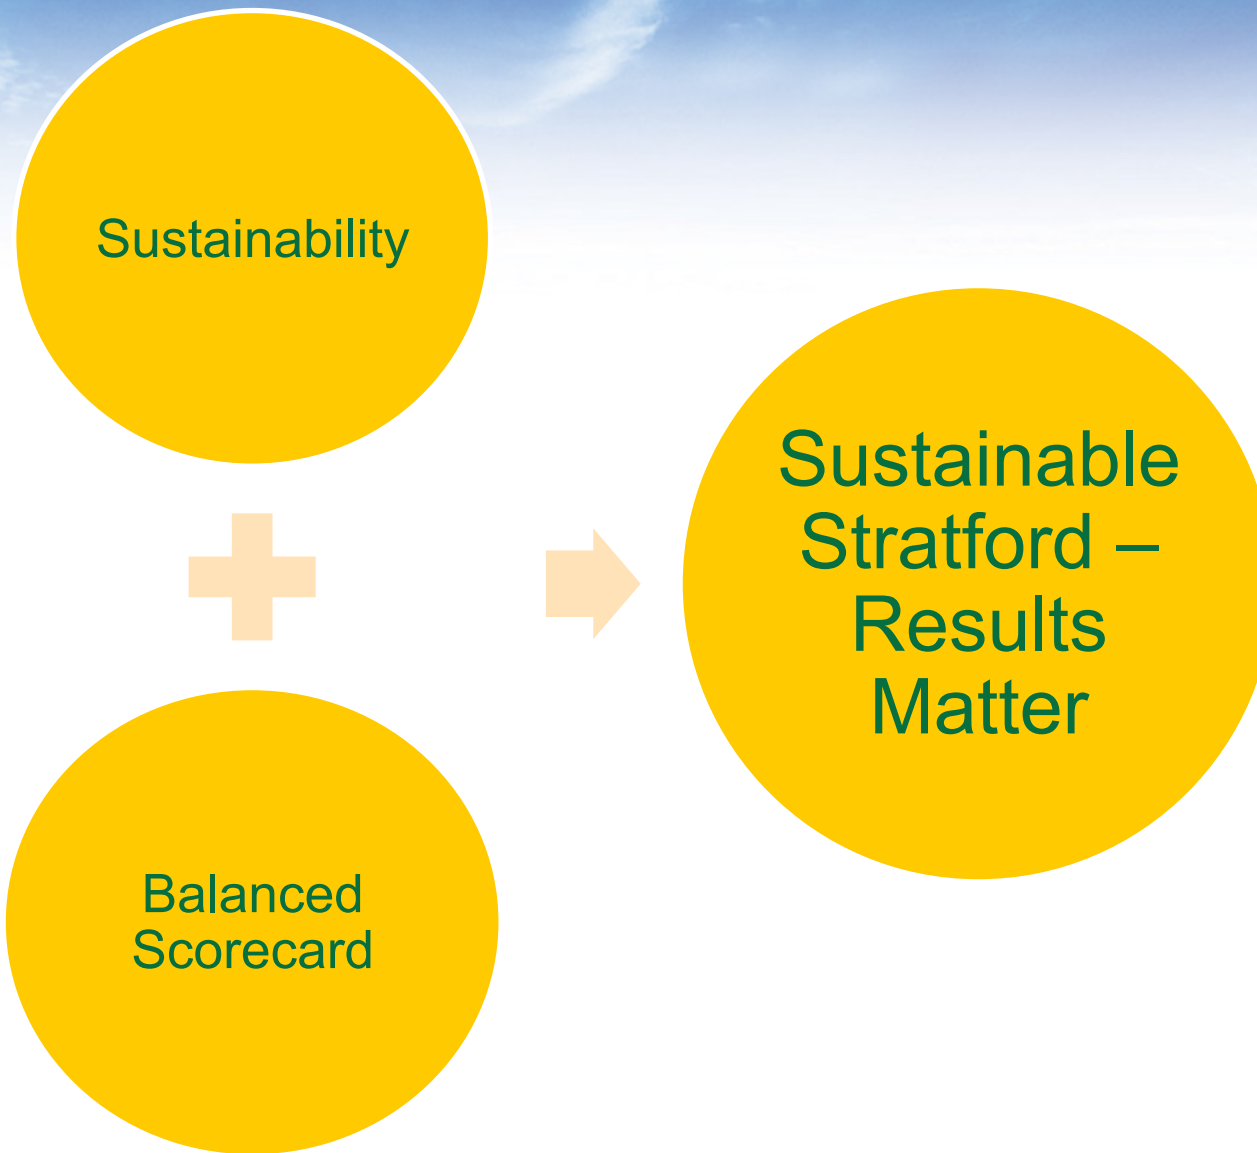 Sustainability
Balanced
Scorecard
Sustainable
Stratford –
Results
Matter